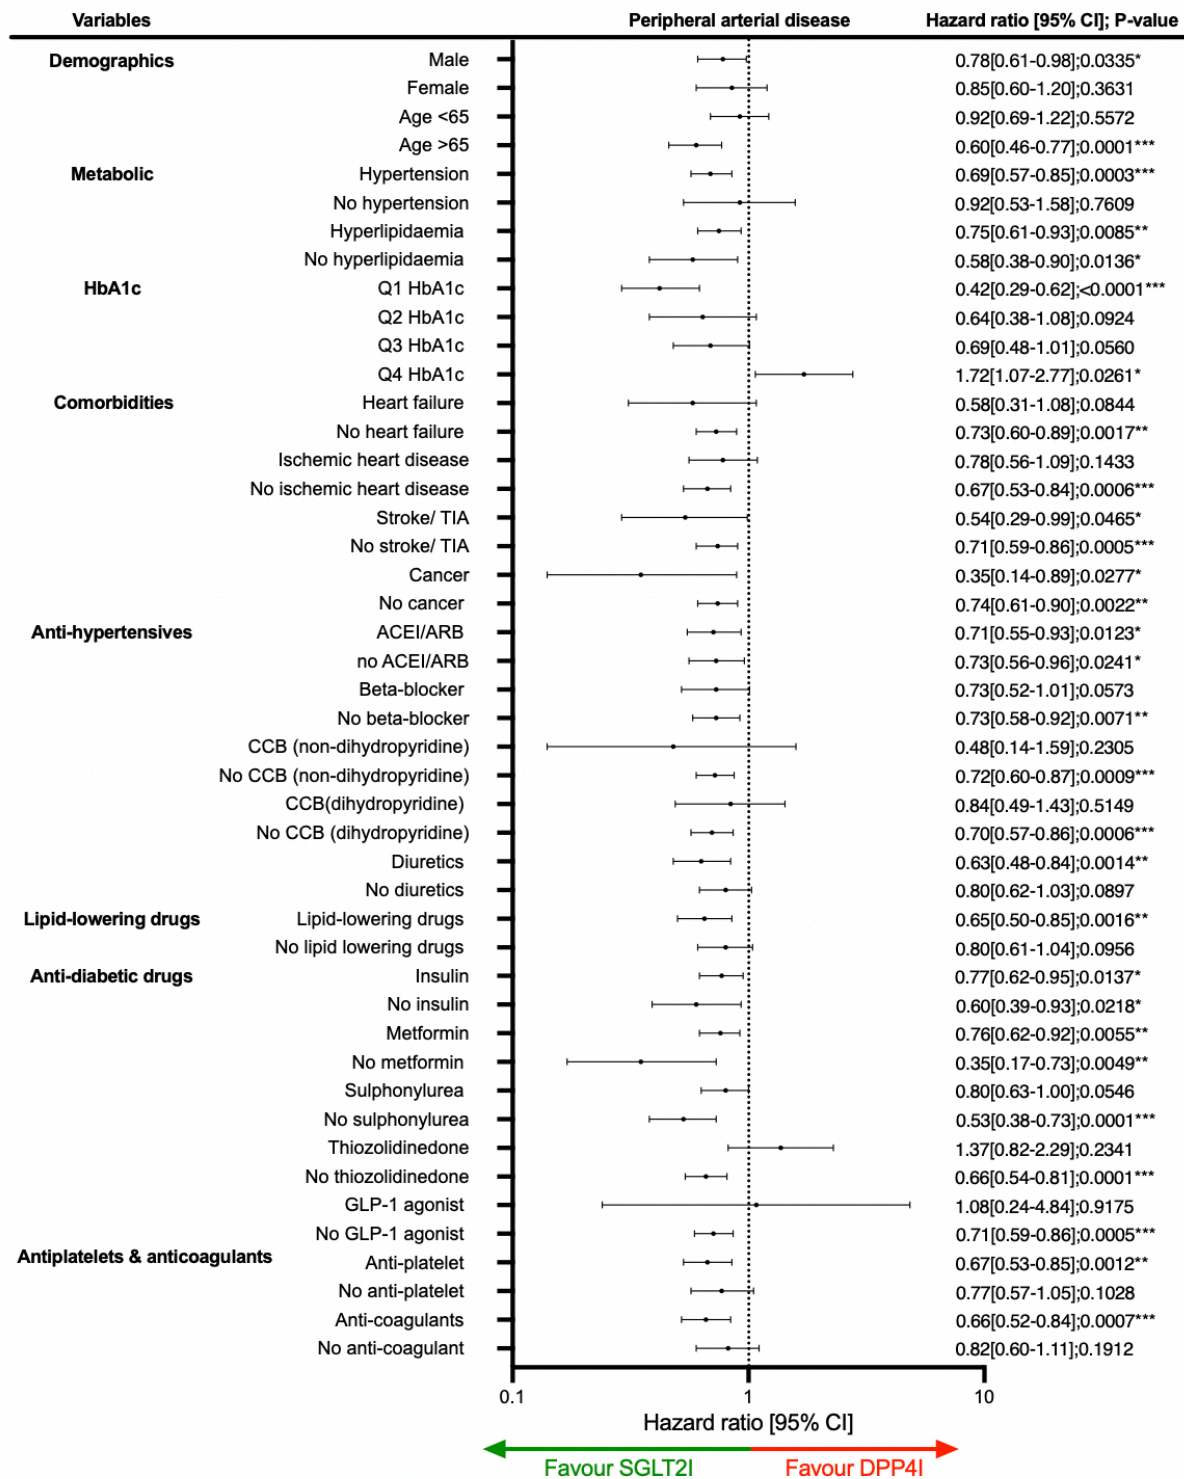 Variables Peripheral arterial disease Hazard ratio [95% CI]; P-value
Demographics Male 0.78[0.61-0.98];0.0335*
Female 0.85[0.60-1.20];0.3631
Age <65 0.92[0.69-1.22];0.5572
Age >65 0.60[0.46-0.77];0.0001***
Metabolic Hypertension 0.69[0.57-0.85];0.0003***
No hypertension 0.92[0.53-1.58];0.7609
Hyperlipidaemia 0.75[0.61-0.93];0.0085**
No hyperlipidaemia 0.58[0.38-0.90];0.0136*
HbA1c Q1 HbA1c 0.42[0.29-0.62];<0.0001***
Q2 HbA1c 0.64[0.38-1.08];0.0924
Q3 HbA1c 0.69[0.48-1.01];0.0560
Q4 HbA1c 1.72[1.07-2.77];0.0261*
Comorbidities Heart failure 0.58[0.31-1.08];0.0844
No heart failure 0.73[0.60-0.89];0.0017**
Ischemic heart disease 0.78[0.56-1.09];0.1433
No ischemic heart disease 0.67[0.53-0.84];0.0006***
Stroke/ TIA 0.54[0.29-0.99];0.0465*
No stroke/ TIA 0.71[0.59-0.86];0.0005***
Cancer 0.35[0.14-0.89];0.0277*
No cancer 0.74[0.61-0.90];0.0022**
Anti-hypertensives ACEI/ARB 0.71[0.55-0.93];0.0123*
no ACEI/ARB 0.73[0.56-0.96];0.0241*
Beta-blocker 0.73[0.52-1.01];0.0573
No beta-blocker 0.73[0.58-0.92];0.0071**
CCB (non-dihydropyridine) 0.48[0.14-1.59];0.2305
No CCB (non-dihydropyridine) 0.72[0.60-0.87];0.0009***
CCB(dihydropyridine) 0.84[0.49-1.43];0.5149
No CCB (dihydropyridine) 0.70[0.57-0.86];0.0006***
Diuretics 0.63[0.48-0.84];0.0014**
No diuretics 0.80[0.62-1.03];0.0897
Lipid-lowering drugs Lipid-lowering drugs 0.65[0.50-0.85];0.0016**
No lipid lowering drugs 0.80[0.61-1.04];0.0956
Anti-diabetic drugs Insulin 0.77[0.62-0.95];0.0137*
No insulin 0.60[0.39-0.93];0.0218*
Metformin 0.76[0.62-0.92];0.0055**
No metformin 0.35[0.17-0.73];0.0049**
Sulphonylurea 0.80[0.63-1.00];0.0546
No sulphonylurea 0.53[0.38-0.73];0.0001***
Thiozolidinedone 1.37[0.82-2.29];0.2341
No thiozolidinedone 0.66[0.54-0.81];0.0001***
GLP-1 agonist 1.08[0.24-4.84];0.9175
No GLP-1 agonist 0.71[0.59-0.86];0.0005***
Antiplatelets & anticoagulants Anti-platelet 0.67[0.53-0.85];0.0012**
No anti-platelet 0.77[0.57-1.05];0.1028
Anti-coagulants 0.66[0.52-0.84];0.0007***
No anti-coagulant 0.82[0.60-1.11];0.1912
0.1 1 10
Hazard ratio [95% CI]
Favour SGLT2I Favour DPP4I